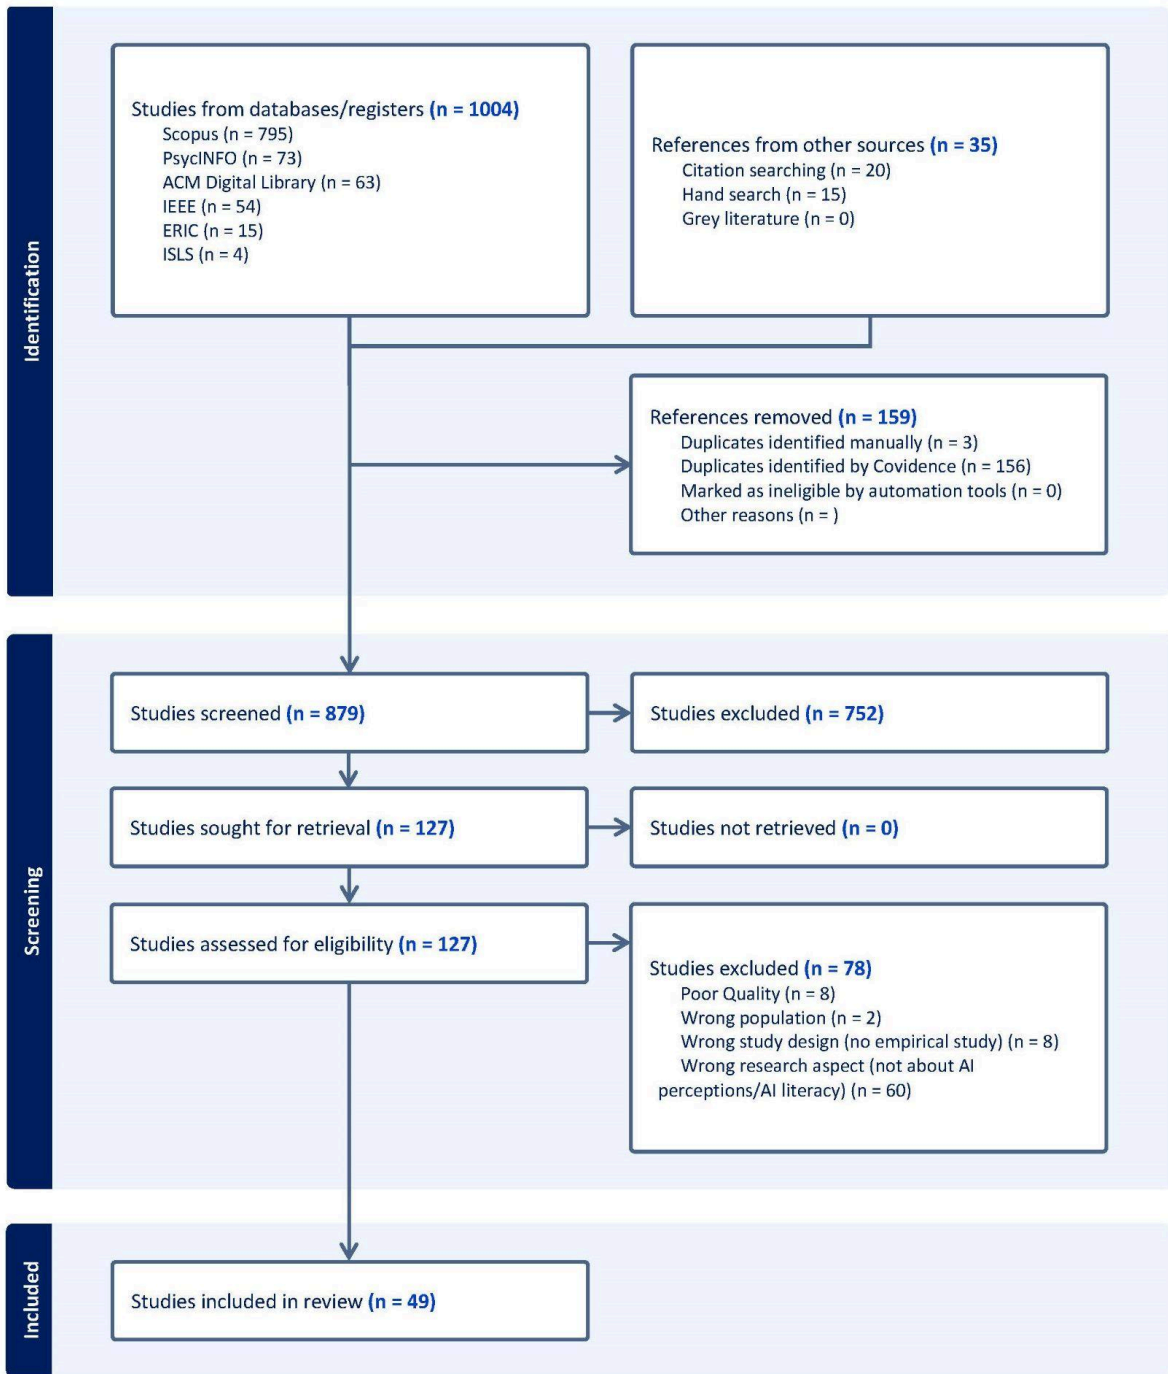 Identification
Studies from databases/registers (n = 1004)
Scopus (n = 795)
PsycINFO (n = 73)
ACM Digital Library (n = 63)
IEEE (n = 54)
ERIC (n = 15)
ISLS (n = 4)
References from other sources (n = 35)
Citation searching (n = 20)
Hand search (n = 15)
Grey literature (n = 0)
References removed (n = 159)
Duplicates identified manually (n = 3)
Duplicates identified by Covidence (n = 156)
Marked as ineligible by automation tools (n = 0)
Other reasons (n = )
Screening
Studies screened (n = 879)
Studies excluded (n = 752)
Studies sought for retrieval (n = 127)
Studies not retrieved (n = 0)
Studies assessed for eligibility (n = 127)
Studies excluded (n = 78)
Poor Quality (n = 8)
Wrong population (n = 2)
Wrong study design (no empirical study) (n = 8)
Wrong research aspect (not about AI
perceptions/AI literacy) (n = 60)
Included
Studies included in review (n = 49)